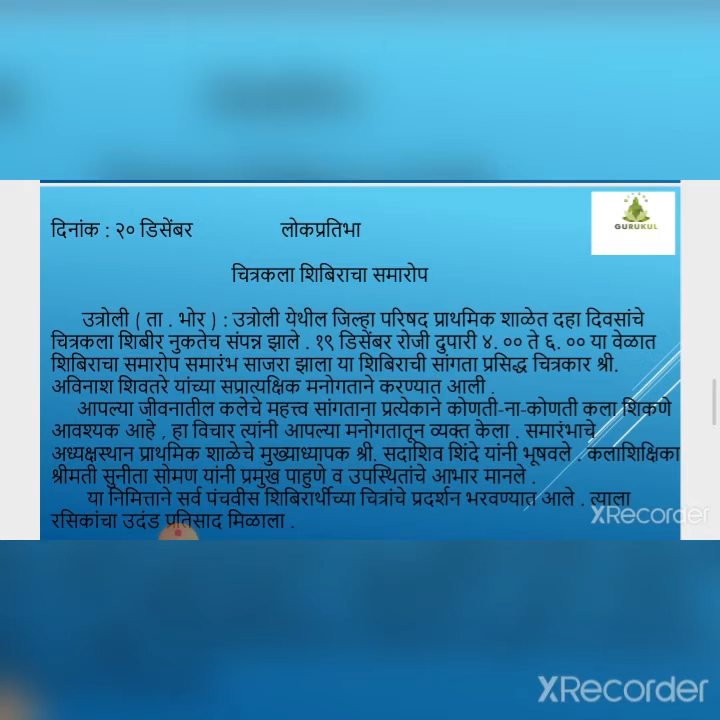 दिनांक : २० डिसेंबर लोकप्रतिभा
GURUKUL
चित्रकला शिबिराचा समारोप
उत्रोली ( ता . भोर ) : उत्रोली येथील जिल्हा परिषद प्राथमिक शाळेत दहा दिवसांचे
चित्रकला शिबीर नुकतेच संपन्न झाले . १९ डिसेंबर रोजी दुपारी ४. ०० ते ६. ०० या वेळात
शिबिराचा समारोप समारंभ साजरा झाला या शिबिराची सांगता प्रसिद्ध चित्रकार श्री.
अविनाश शिवतरे यांच्या सप्रात्यक्षिक मनोगताने करण्यात आली .
आपल्या जीवनातील कलेचे महत्त्व सांगताना प्रत्येकाने कोणती-ना-कोणती कला शिकणे
आवश्यक आहे , हा विचार त्यांनी आपल्या मनोगतातून व्यक्त केला . समारंभाचे
अध्यक्षस्थान प्राथमिक शाळेचे मुख्याध्यापक श्री. सदाशिव शिंदे यांनी भूषवले . कलाशिक्षिका
श्रीमती सुनीता सोमण यांनी प्रमुख पाहुणे व उपस्थितांचे आभार मानले .
या निमित्ताने सर्व पंचवीस शिबिरार्थीच्या चित्रांचे प्रदर्शन भरवण्यात आले . त्याला
रसिकांचा उदंड प्रतिसाद मिळाला .
XRecorder
XRecorder